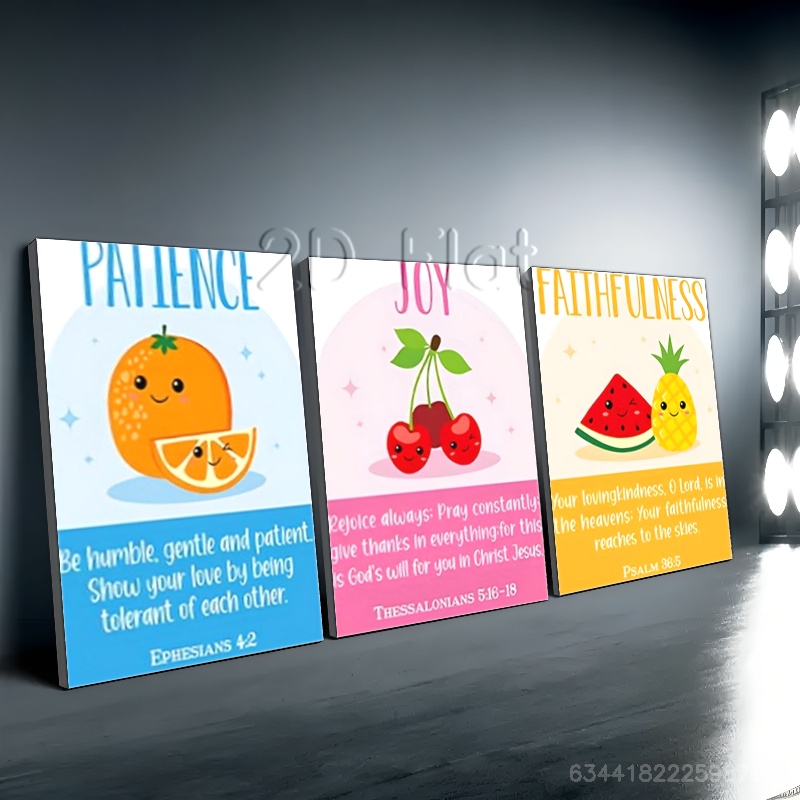 2D Flat
PATIENCE
Be humble, gentle and patient.
Show your love by being
tolerant of each other.
EPHESIANS 4:2
JOY
Rejoice always: Pray constantly:
give thanks in everything:for this
is God's will for you in Christ Jesus.
THESSALONIANS 5:16-18
FAITHFULNESS
Your lovingkindness, O Lord, is in
the heavens: Your faithfulness
reaches to the skies.
PSALM 36:5